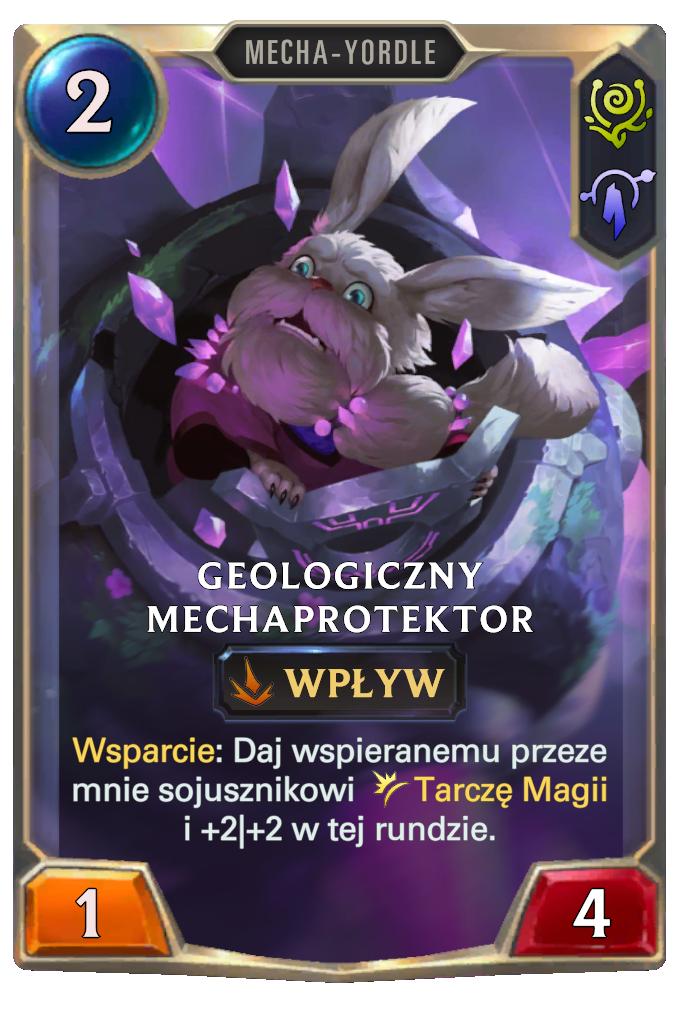 MECHA-YORDLE
2
GEOLOGICZNY
MECHAPROTEKTOR
WPŁYW
Wsparcie: Daj wspieranemu przeze
mnie sojusznikowi Tarczę Magii
i +2|+2 w tej rundzie.
1
4